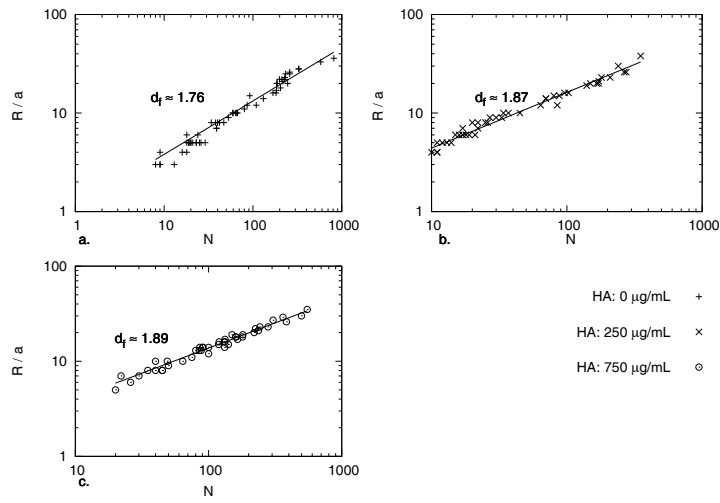 100
10
1
R / a
d_f ≈ 1.76
1 10 100 1000
a. N
100
10
1
R / a
d_f ≈ 1.87
10 100 1000
b. N
100
10
1
R / a
d_f ≈ 1.89
10 100 1000
c. N
HA: 0 μg/mL
HA: 250 μg/mL
HA: 750 μg/mL